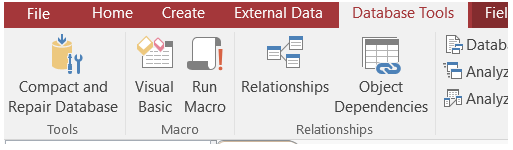 File Home Create External Data Database Tools
Compact and Repair Database
Visual Basic
Run Macro
Relationships
Object Dependencies
Tools Macro Relationships